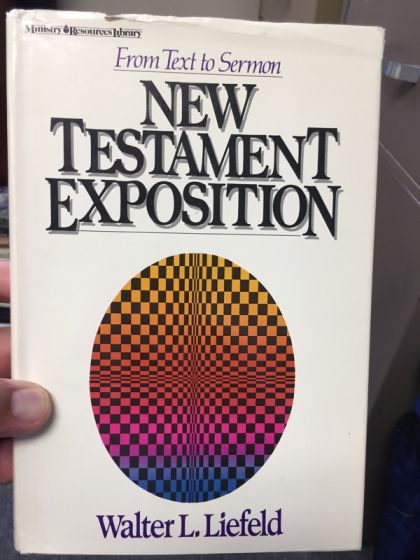 Ministry Resources Library
From Text to Sermon
NEW
TESTAMENT
EXPOSITION
Walter L. Liefeld